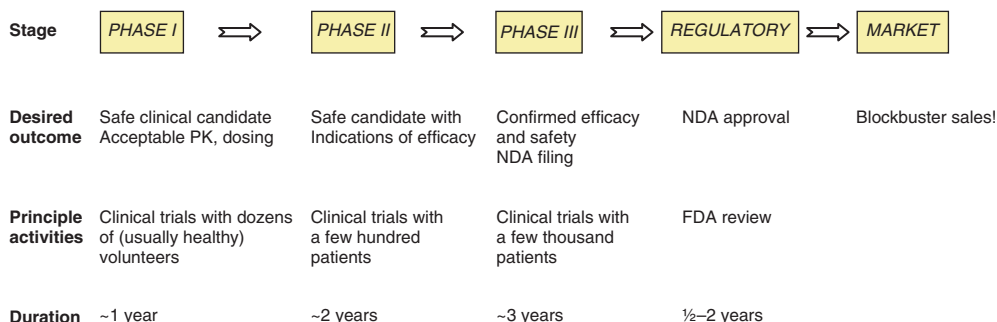 Stage PHASE I PHASE II PHASE III REGULATORY MARKET
Desired Safe clinical candidate Safe candidate with Confirmed efficacy NDA approval Blockbuster sales!
outcome Acceptable PK, dosing Indications of efficacy and safety
NDA filing
Principle Clinical trials with dozens Clinical trials with Clinical trials with FDA review
activities of (usually healthy) a few hundred a few thousand
volunteers patients patients
Duration ~1 year ~2 years ~3 years ½–2 years